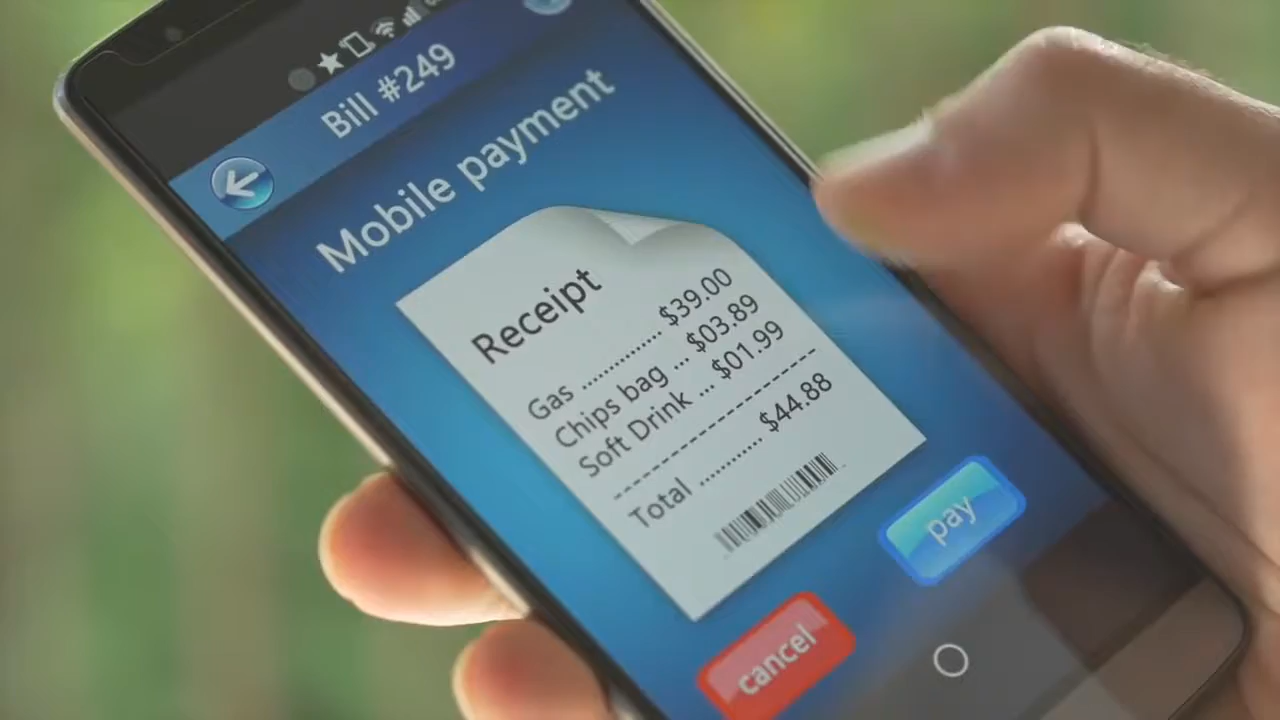 Bill #249
Mobile payment
Receipt
Gas ............... $39.00
Chips bag ... $03.89
Soft Drink ... $01.99
Total ............ $44.88
pay
cancel